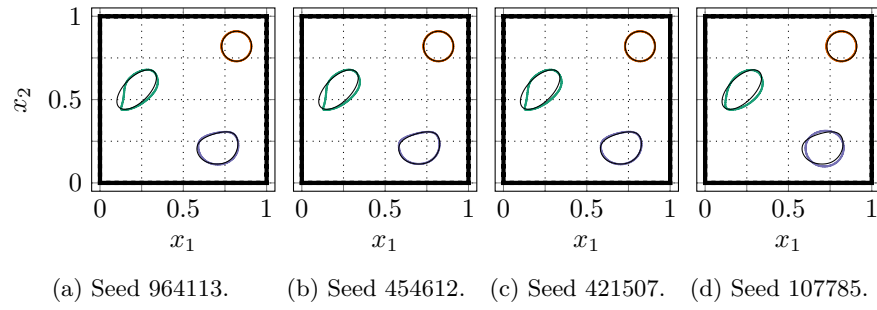 1
0.5
0
x₂
0 0.5 1 0 0.5 1 0 0.5 1 0 0.5 1
x₁ x₁ x₁ x₁
(a) Seed 964113. (b) Seed 454612. (c) Seed 421507. (d) Seed 107785.